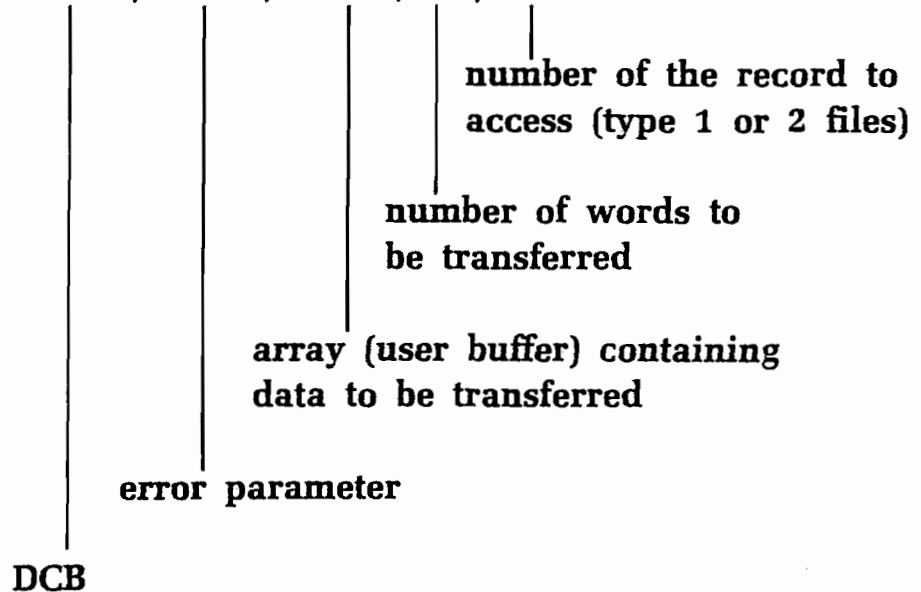 number of the record to
access (type 1 or 2 files)
number of words to
be transferred
array (user buffer) containing
data to be transferred
error parameter
DCB